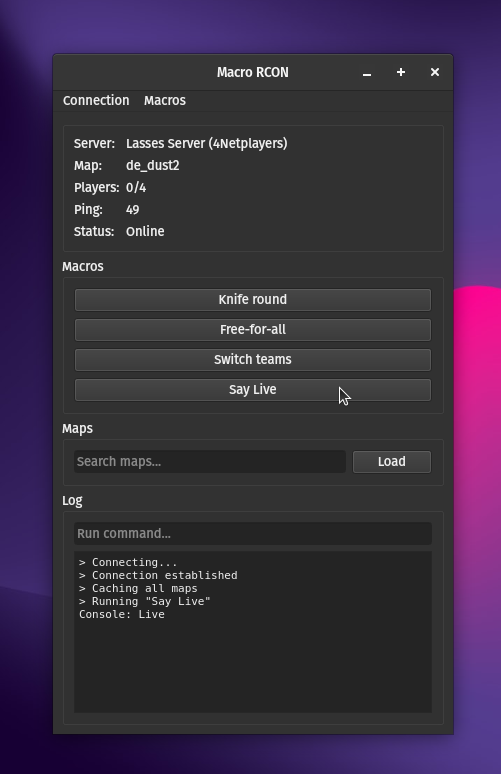 Macro RCON
Connection Macros
Server: Lasses Server (4Netplayers)
Map: de_dust2
Players: 0/4
Ping: 49
Status: Online
Macros
Knife round
Free-for-all
Switch teams
Say Live
Maps
Search maps...
Load
Log
Run command...
> Connecting...
> Connection established
> Caching all maps
> Running "Say Live"
Console: Live